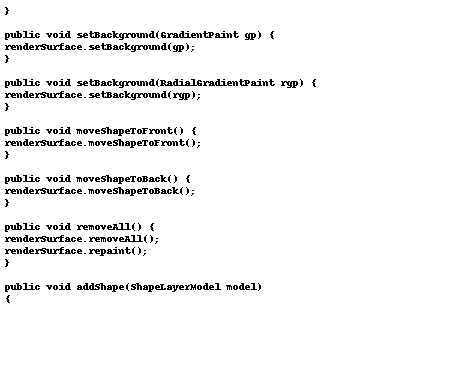 }
public void setBackground(GradientPaint gp) {
renderSurface.setBackground(gp);
}
public void setBackground(RadialGradientPaint rgp) {
renderSurface.setBackground(rgp);
}
public void moveShapeToFront() {
renderSurface.moveShapeToFront();
}
public void moveShapeToBack() {
renderSurface.moveShapeToBack();
}
public void removeAll() {
renderSurface.removeAll();
renderSurface.repaint();
}
public void addShape(ShapeLayerModel model)
{